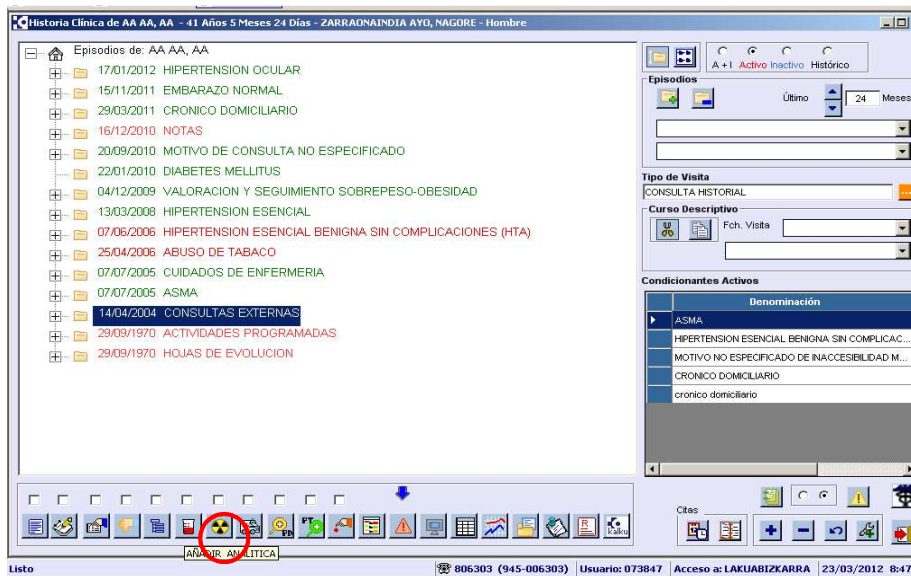 Historia Clínica de AA AA, AA - 41 Años 5 Meses 24 Días - ZARRAONAINDIA AYO, NAGORE - Hombre
Episodios de: AA AA, AA
17/01/2012 HIPERTENSION OCULAR
15/11/2011 EMBARAZO NORMAL
29/03/2011 CRONICO DOMICILIARIO
16/12/2010 NOTAS
20/09/2010 MOTIVO DE CONSULTA NO ESPECIFICADO
22/01/2010 DIABETES MELLITUS
04/12/2009 VALORACION Y SEGUIMIENTO SOBREPESO-OBESIDAD
13/03/2008 HIPERTENSION ESENCIAL
07/06/2006 HIPERTENSION ESENCIAL BENIGNA SIN COMPLICACIONES (HTA)
25/04/2006 ABUSO DE TABACO
07/07/2005 CUIDADOS DE ENFERMERIA
07/07/2005 ASMA
14/04/2004 CONSULTAS EXTERNAS
29/09/1970 ACTIVIDADES PROGRAMADAS
29/09/1970 HOJAS DE EVOLUCION
A + I Activo Inactivo Histórico
Episodios
Último 24 Meses
Tipo de Visita
CONSULTA HISTORIAL
...
Curso Descriptivo
Fch. Visita
Condicionantes Activos
Denominación
ASMA
HIPERTENSION ESENCIAL BENIGNA SIN COMPLICAC...
MOTIVO NO ESPECIFICADO DE INACCESIBILIDAD M...
CRONICO DOMICILIARIO
cronico domiciliario
Citas
PD
PT
Kalku
AÑADIR ANALITICA
Listo
806303 (945-006303) Usuario: 073847 Acceso a: LAKUABIZKARRA 23/03/2012 8:47